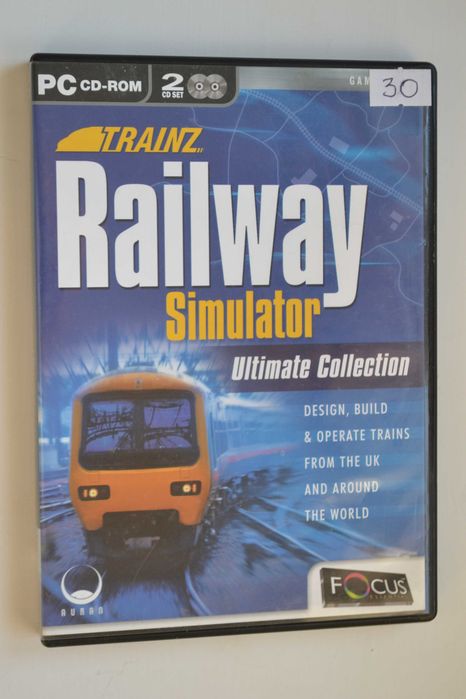 PC CD-ROM
2
CD SET
30
TRAINZ
Railway
Simulator
Ultimate Collection
DESIGN, BUILD
& OPERATE TRAINS
FROM THE UK
AND AROUND
THE WORLD
AURAN
FOCUS